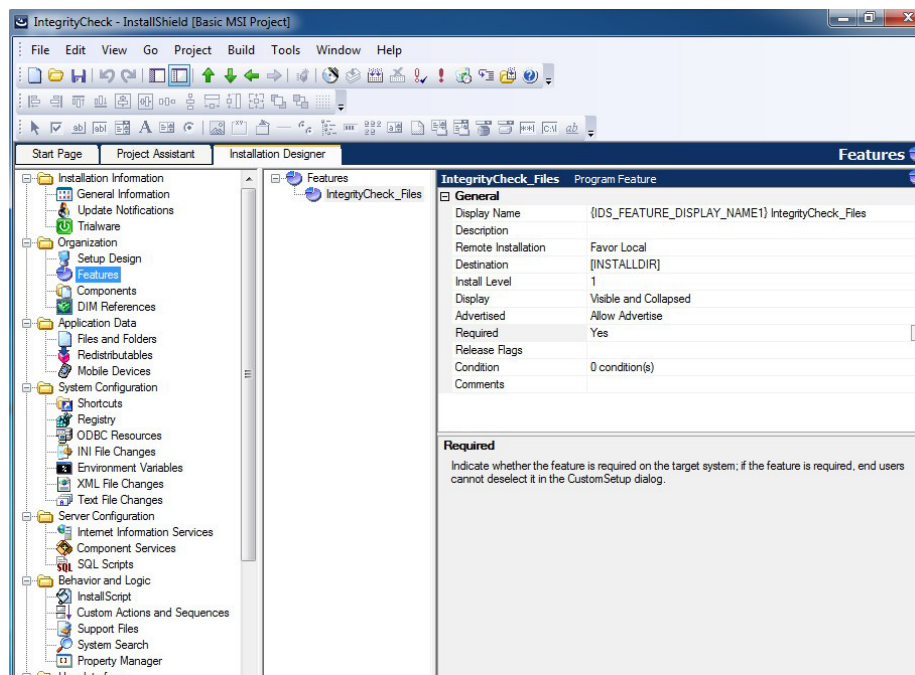 IntegrityCheck - InstallShield [Basic MSI Project]
File Edit View Go Project Build Tools Window Help
Start Page Project Assistant Installation Designer Features
Installation Information
General Information
Update Notifications
Trialware
Organization
Setup Design
Features
Components
DIM References
Application Data
Files and Folders
Redistributables
Mobile Devices
System Configuration
Shortcuts
Registry
ODBC Resources
INI File Changes
Environment Variables
XML File Changes
Text File Changes
Server Configuration
Internet Information Services
Component Services
SQL Scripts
Behavior and Logic
InstallScript
Custom Actions and Sequences
Support Files
System Search
Property Manager
Features
IntegrityCheck_Files
IntegrityCheck_Files Program Feature
General
Display Name {IDS_FEATURE_DISPLAY_NAME1} IntegrityCheck_Files
Description
Remote Installation Favor Local
Destination [INSTALLDIR]
Install Level 1
Display Visible and Collapsed
Advertised Allow Advertise
Required Yes
Release Flags
Condition 0 condition(s)
Comments
Required
Indicate whether the feature is required on the target system; if the feature is required, end users
cannot deselect it in the CustomSetup dialog.